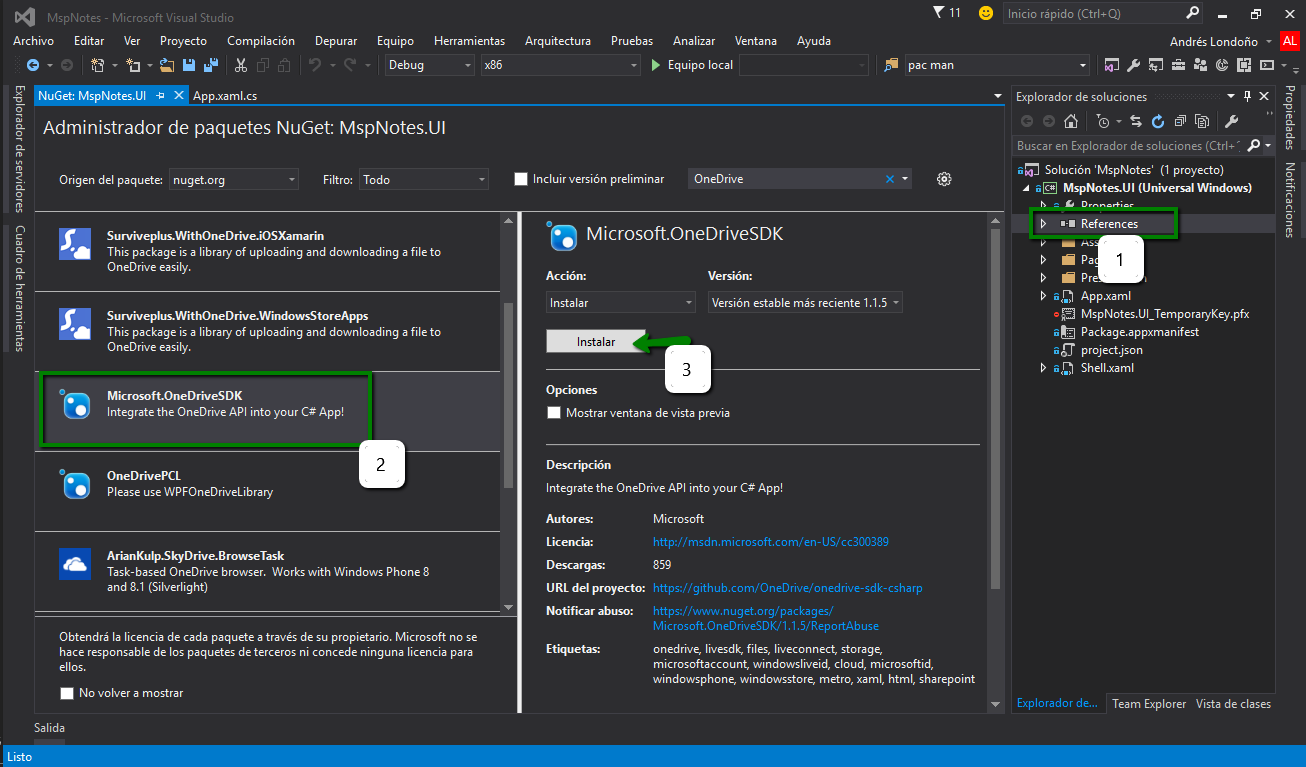 MspNotes - Microsoft Visual Studio
11
Inicio rápido (Ctrl+Q)
Archivo Editar Ver Proyecto Compilación Depurar Equipo Herramientas Arquitectura Pruebas Analizar Ventana Ayuda
Andrés Londoño
AL
Debug
x86
Equipo local
pac man
Explorador de servidores
Cuadro de herramientas
NuGet: MspNotes.UI
App.xaml.cs
Administrador de paquetes NuGet: MspNotes.UI
Origen del paquete: nuget.org
Filtro: Todo
Incluir versión preliminar
OneDrive
Surviveplus.WithOneDrive.iOSXamarin
This package is a library of uploading and downloading a file to
OneDrive easily.
Surviveplus.WithOneDrive.WindowsStoreApps
This package is a library of uploading and downloading a file to
OneDrive easily.
Microsoft.OneDriveSDK
Integrate the OneDrive API into your C# App!
2
OneDrivePCL
Please use WPFOneDriveLibrary
ArianKulp.SkyDrive.BrowseTask
Task-based OneDrive browser. Works with Windows Phone 8
and 8.1 (Silverlight)
Obtendrá la licencia de cada paquete a través de su propietario. Microsoft no se
hace responsable de los paquetes de terceros ni concede ninguna licencia para
ellos.
No volver a mostrar
Microsoft.OneDriveSDK
Acción:
Versión:
Instalar
Versión estable más reciente 1.1.5
Instalar
3
Opciones
Mostrar ventana de vista previa
Descripción
Integrate the OneDrive API into your C# App!
Autores: Microsoft
Licencia: http://msdn.microsoft.com/en-US/cc300389
Descargas: 859
URL del proyecto: https://github.com/OneDrive/onedrive-sdk-csharp
Notificar abuso: https://www.nuget.org/packages/
Microsoft.OneDriveSDK/1.1.5/ReportAbuse
Etiquetas: onedrive, livesdk, files, liveconnect, storage,
microsoftaccount, windowsliveid, cloud, microsoftid,
windowsphone, windowsstore, metro, xaml, html, sharepoint
Explorador de soluciones
Buscar en Explorador de soluciones (Ctrl+
Solución 'MspNotes' (1 proyecto)
C# MspNotes.UI (Universal Windows)
Properties
References
1
App.xaml
MspNotes.UI_TemporaryKey.pfx
Package.appxmanifest
project.json
Shell.xaml
Explorador de... Team Explorer Vista de clases
Propiedades
Notificaciones
Salida
Listo